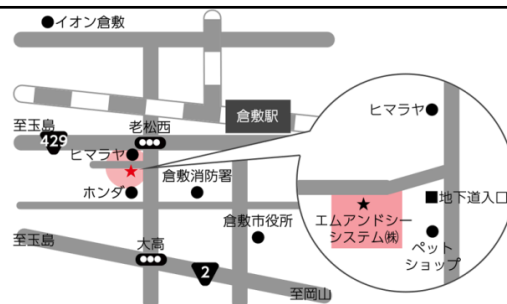 イオン倉敷
倉敷駅
至玉島
老松西
429
ヒマラヤ
倉敷消防署
ホンダ
倉敷市役所
至玉島
大高
2
至岡山
ヒマラヤ
地下道入口
エムアンドシー
システム㈱
ペット
ショップ